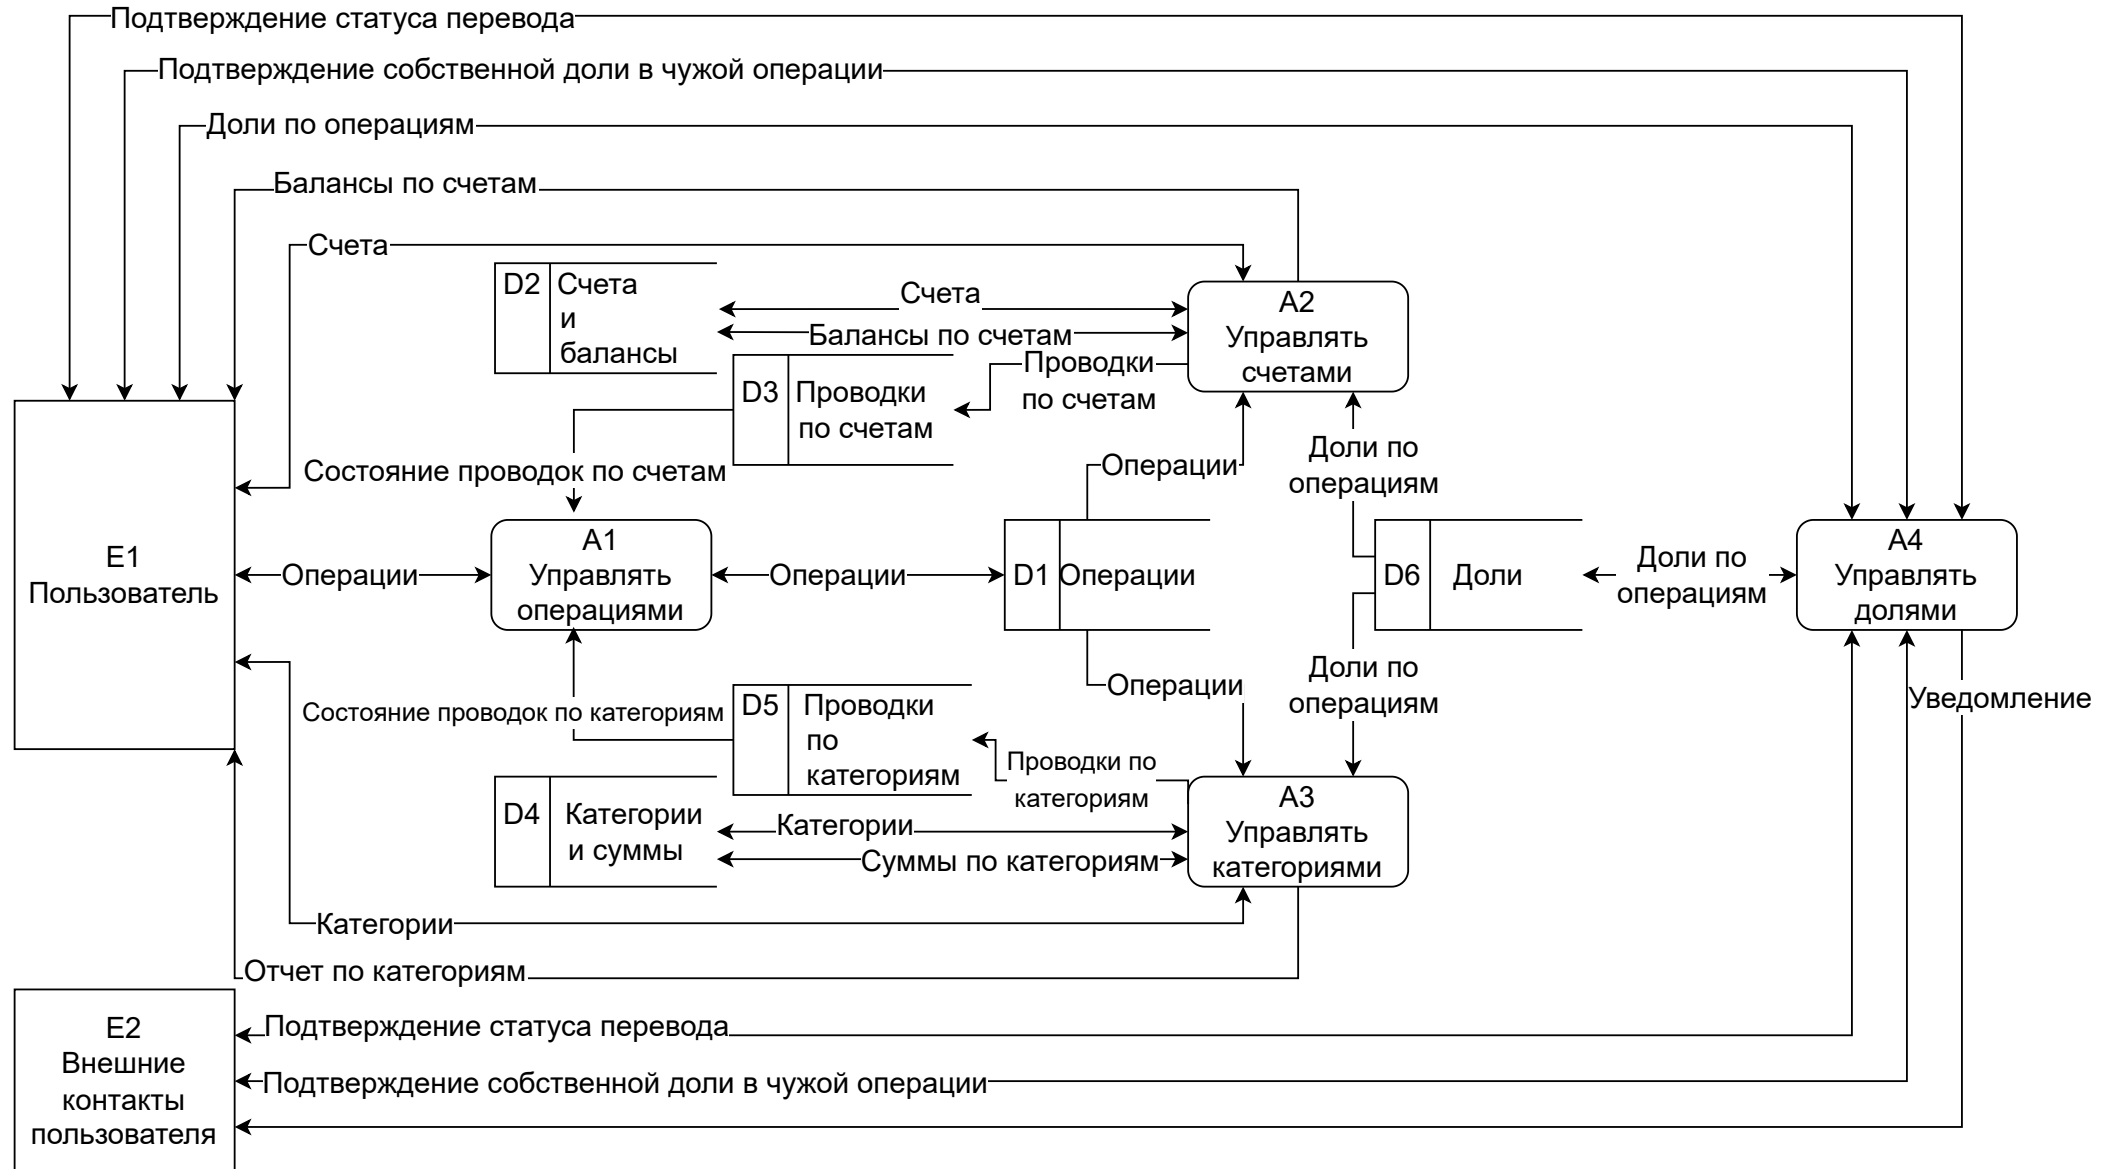 Подтверждение статуса перевода
Подтверждение собственной доли в чужой операции
Доли по операциям
Балансы по счетам
Счета
D2
Счета
и
балансы
Счета
Балансы по счетам
A2
Управлять
счетами
D3
Проводки
по счетам
Проводки
по счетам
Состояние проводок по счетам
Операции
Доли по
операциям
E1
Пользователь
Операции
A1
Управлять
операциями
Операции
D1
Операции
D6
Доли
Доли по
операциям
A4
Управлять
долями
Операции
Доли по
операциям
Уведомление
Состояние проводок по категориям
D5
Проводки
по
категориям
Проводки по
категориям
D4
Категории
и суммы
Категории
Суммы по категориям
A3
Управлять
категориями
Категории
Отчет по категориям
E2
Внешние
контакты
пользователя
Подтверждение статуса перевода
Подтверждение собственной доли в чужой операции